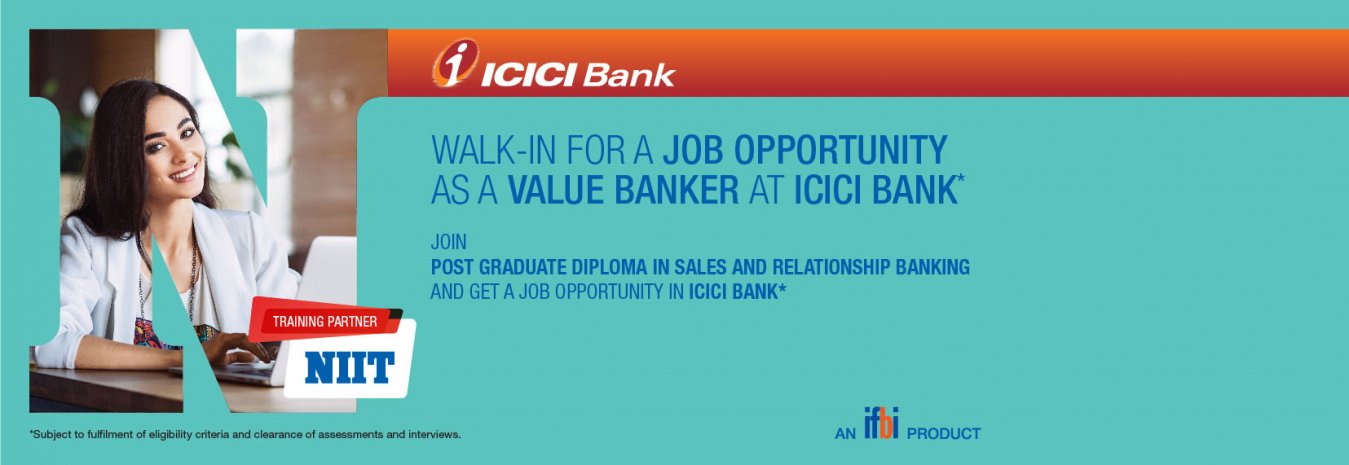 ICICI Bank
WALK-IN FOR A JOB OPPORTUNITY
AS A VALUE BANKER AT ICICI BANK*
JOIN
POST GRADUATE DIPLOMA IN SALES AND RELATIONSHIP BANKING
AND GET A JOB OPPORTUNITY IN ICICI BANK*
TRAINING PARTNER
NIIT
*Subject to fulfilment of eligibility criteria and clearance of assessments and interviews.
AN ifbi PRODUCT